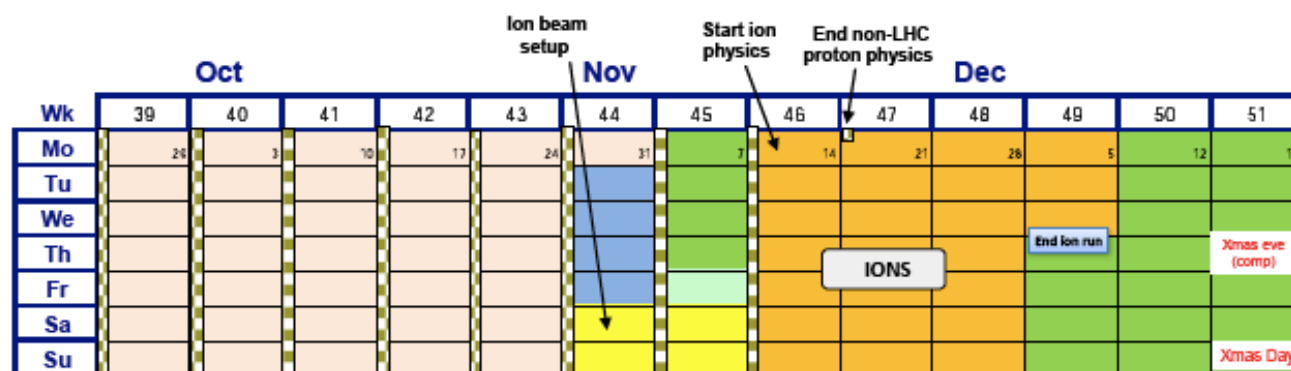 Ion beam
setup
Start ion
physics
End non-LHC
proton physics
Oct
Nov
Dec
Wk 39 40 41 42 43 44 45 46 47 48 49 50 51
Mo 26 3 10 17 24 31 7 14 21 28 5 12
Tu
We
Th
Fr
Sa
Su
End ion run
IONS
Xmas eve
(comp)
Xmas Day